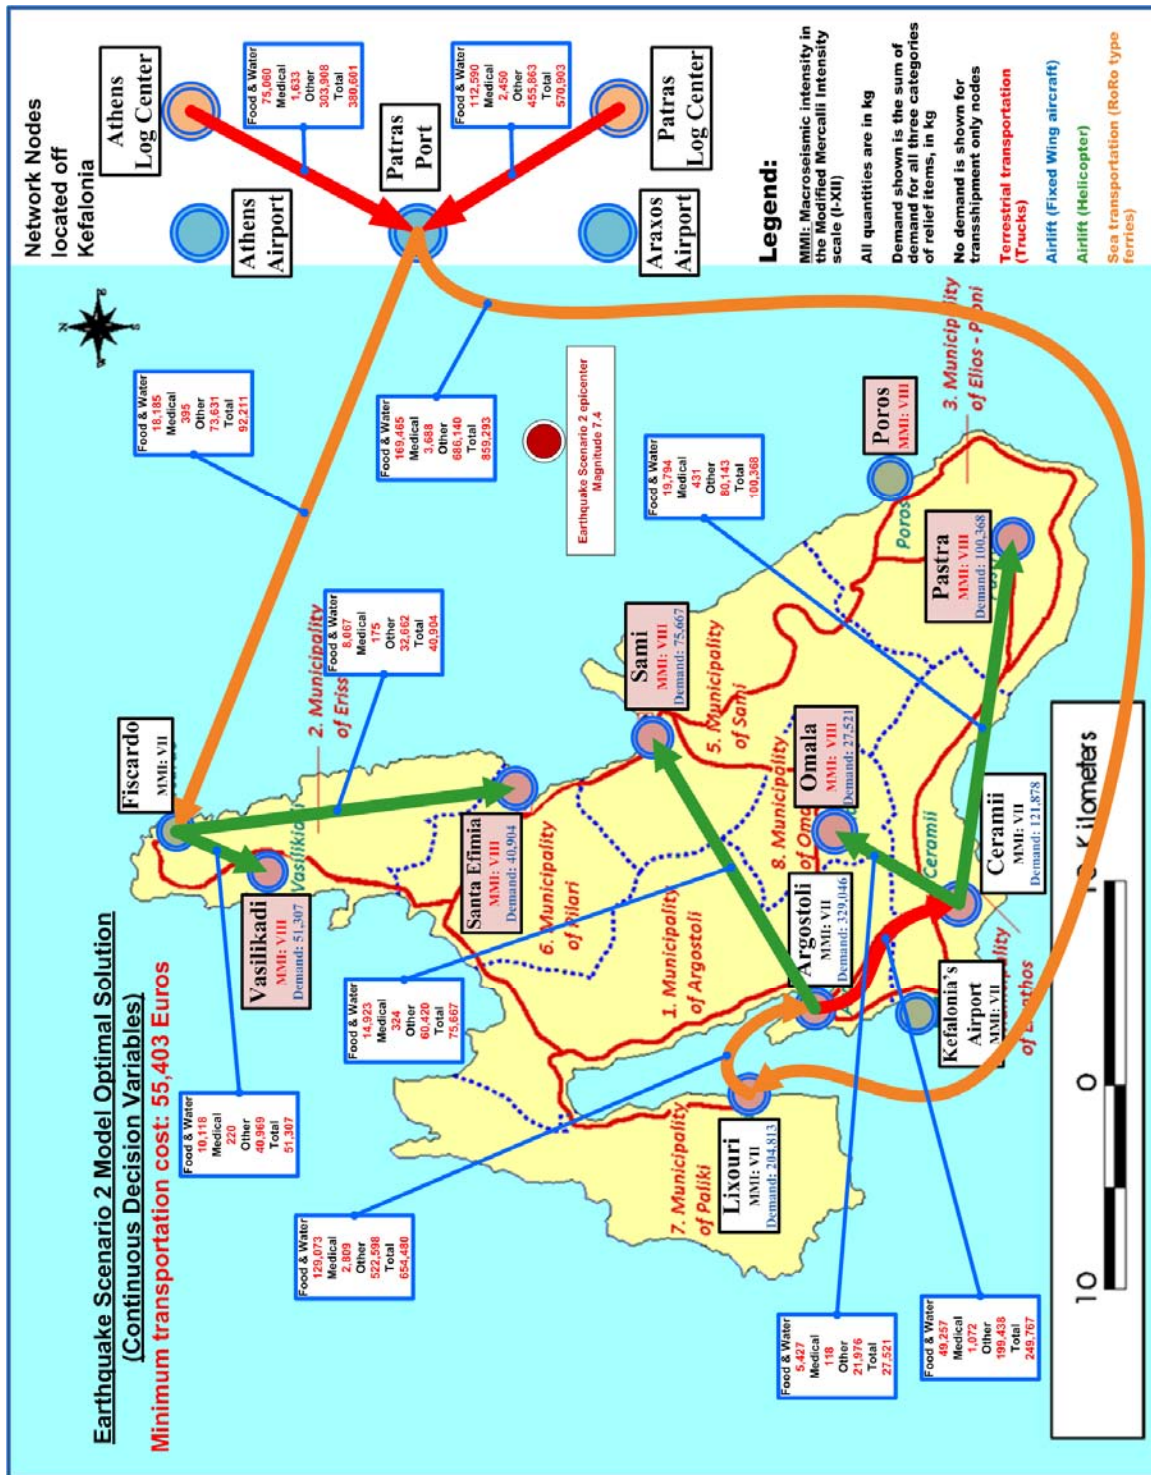 Earthquake Scenario 2 Model Optimal Solution
(Continuous Decision Variables)
Minimum transportation cost: 55,403 Euros
Network Nodes
located off
Kefalonia
N
Athens
Log Center
Athens
Airport
Patras
Port
Patras
Log Center
Araxos
Airport
Food & Water
75,060
Medical
1,633
Other
303,908
Total
380,601
Food & Water
112,590
Medical
2,450
Other
455,863
Total
570,903
Food & Water
18,185
Medical
395
Other
73,631
Total
92,211
Food & Water
169,465
Medical
3,688
Other
686,140
Total
859,293
Earthquake Scenario 2 epicenter
Magnitude 7.4
Fiscardo
MMI: VII
Vasilikadi
MMI: VIII
Demand: 51,307
2. Municipality
of Eriss
Food & Water
8,067
Medical
175
Other
32,662
Total
40,904
Food & Water
10,118
Medical
220
Other
40,969
Total
51,307
Santa Efimia
MMI: VIII
Demand: 40,904
6. Municipality
of Pilari
Sami
MMI: VIII
Demand: 75,667
5. Municipality
of Sami
Food & Water
14,923
Medical
324
Other
60,420
Total
75,667
1. Municipality
of Argostoli
8. Municipality
of Oma
Omala
MMI: VIII
Demand: 27,521
Food & Water
19,794
Medical
431
Other
80,143
Total
100,368
Poros
MMI: VIII
Poros
3. Municipality
of Elios - Proni
Pastra
MMI: VIII
Demand: 100,368
Argostoli
MMI: VII
Demand: 329,046
Ceramii
Ceramii
MMI: VII
Demand: 121,878
Kefalonia's
Airport
MMI: VII
Lixouri
MMI: VII
Demand: 204,813
7. Municipality
of Paliki
Food & Water
129,073
Medical
2,809
Other
522,598
Total
654,480
Food & Water
5,427
Medical
118
Other
21,976
Total
27,521
Food & Water
49,257
Medical
1,072
Other
199,438
Total
249,767
10 0 10 Kilometers
Legend:
MMI: Macroseismic intensity in
the Modified Mercalli Intensity
scale (I-XII)
All quantities are in kg
Demand shown is the sum of
demand for all three categories
of relief items, in kg
No demand is shown for
transshipment only nodes
Terrestrial transportation
(Trucks)
Airlift (Fixed Wing aircraft)
Airlift (Helicopter)
Sea transportation (RoRo type
ferries)